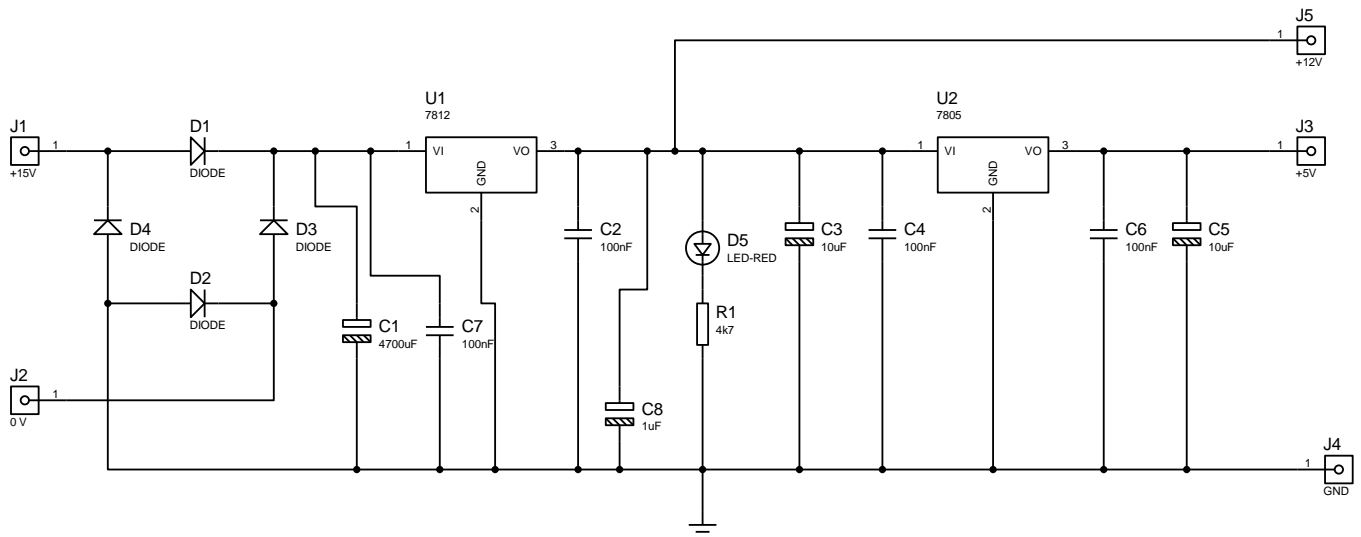 J5
1
+12V
U1
7812
U2
7805
J1
1
+15V
D1
DIODE
1
VI
VO
GND
3
2
1
VI
VO
GND
3
2
J3
1
+5V
D4
DIODE
D3
DIODE
C2
100nF
D5
LED-RED
C3
10uF
C4
100nF
C6
100nF
C5
10uF
D2
DIODE
C1
4700uF
C7
100nF
R1
4k7
J2
1
0 V
C8
1uF
J4
1
GND